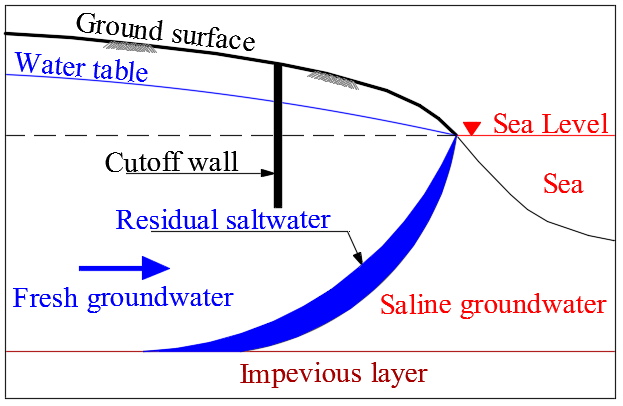 Ground surface
Water table
Sea Level
Cutoff wall
Sea
Residual saltwater
Fresh groundwater
Saline groundwater
Impevious layer